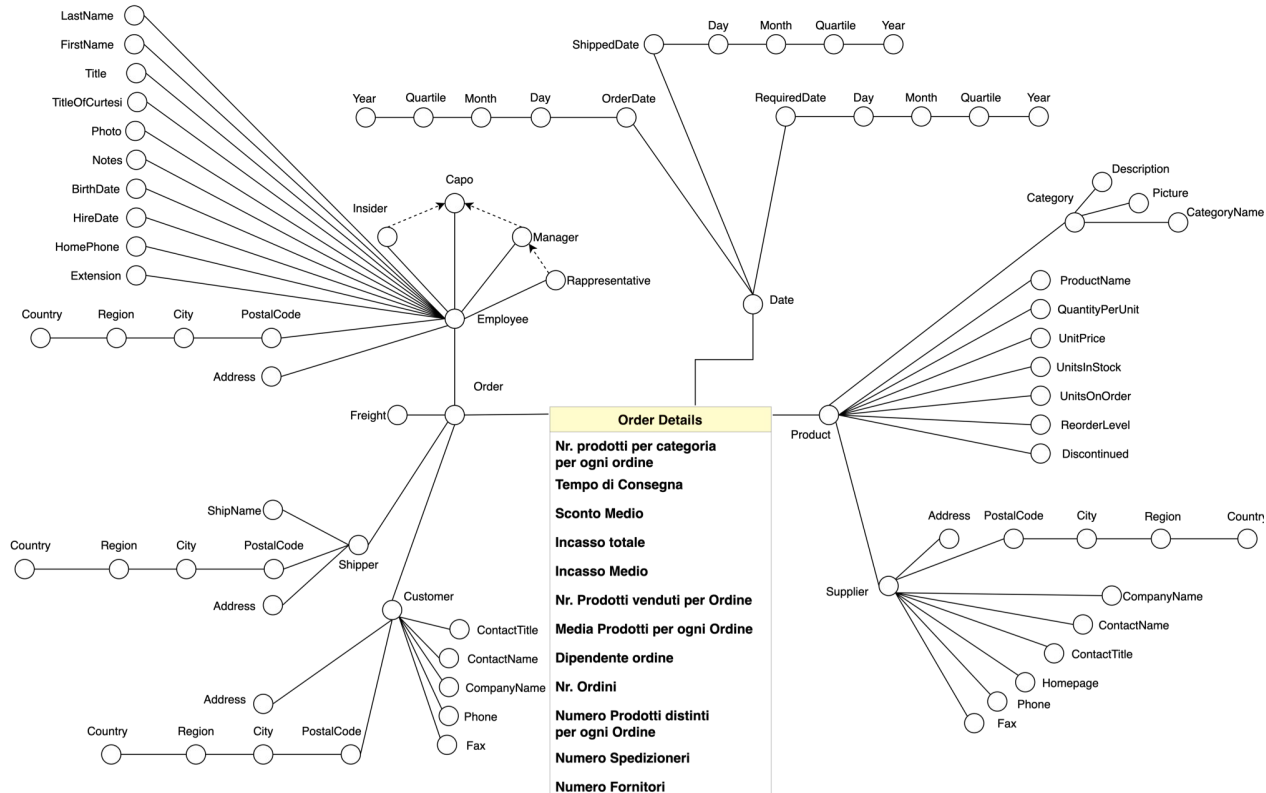 LastName
FirstName
Title
TitleOfCurtesi
Photo
Notes
BirthDate
HireDate
HomePhone
Extension
Country Region City PostalCode
Address
ShippedDate Day Month Quartile Year
Year Quartile Month Day OrderDate
RequiredDate Day Month Quartile Year
Capo
Insider
Manager
Rappresentative
Employee
Date
Category
Description
Picture
CategoryName
ProductName
QuantityPerUnit
UnitPrice
UnitsInStock
UnitsOnOrder
ReorderLevel
Discontinued
Product
Order
Freight
Order Details
Nr. prodotti per categoria
per ogni ordine
Tempo di Consegna
Sconto Medio
Incasso totale
Incasso Medio
Nr. Prodotti venduti per Ordine
Media Prodotti per ogni Ordine
Dipendente ordine
Nr. Ordini
Numero Prodotti distinti
per ogni Ordine
Numero Spedizioneri
Numero Fornitori
ShipName
Country Region City PostalCode
Shipper
Address
Customer
ContactTitle
ContactName
CompanyName
Phone
Fax
Address
Country Region City PostalCode
Address PostalCode City Region Country
Supplier
CompanyName
ContactName
ContactTitle
Homepage
Phone
Fax